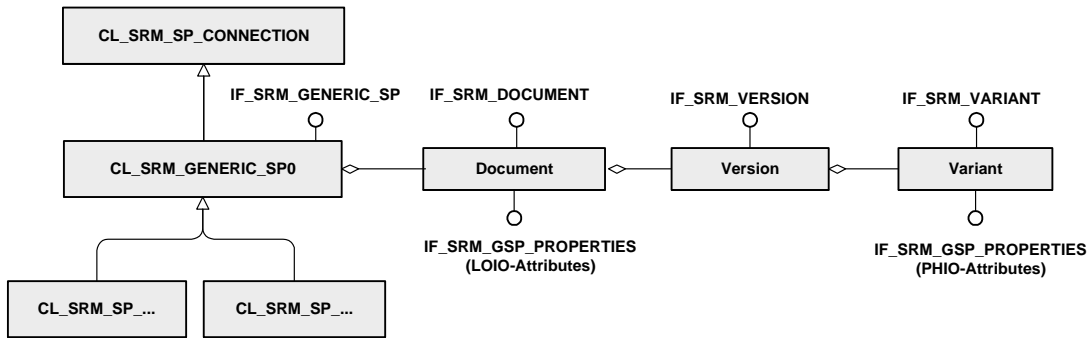 CL_SRM_SP_CONNECTION
IF_SRM_GENERIC_SP
IF_SRM_DOCUMENT
IF_SRM_VERSION
IF_SRM_VARIANT
CL_SRM_GENERIC_SP0
Document
Version
Variant
IF_SRM_GSP_PROPERTIES
(LOIO-Attributes)
IF_SRM_GSP_PROPERTIES
(PHIO-Attributes)
CL_SRM_SP_...
CL_SRM_SP_...